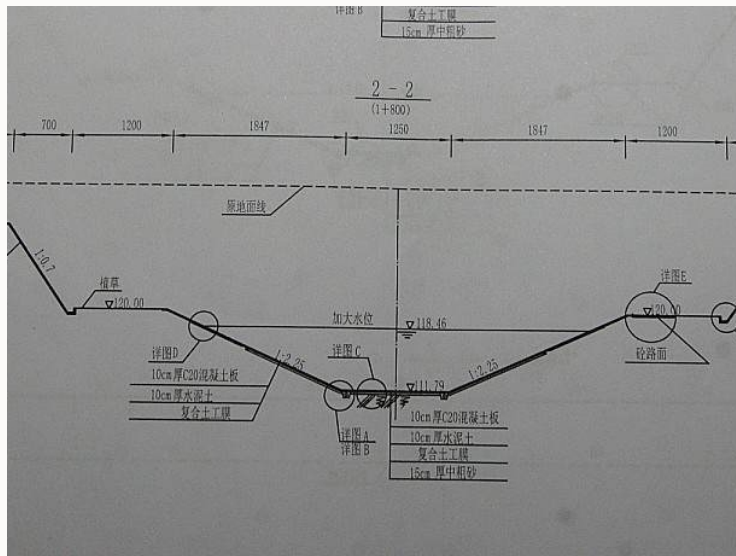 详图B
复合土工膜
15cm 厚中粗砂
2 - 2
(1+800)
700
1200
1847
1250
1847
1200
原地面线
1:0.7
植草
120.00
加大水位
118.46
详图E
120.00
砼路面
详图D
1:2.25
详图C
111.79
1:2.25
10cm厚C20混凝土板
10cm厚水泥土
复合土工膜
详图A
详图B
10cm厚C20混凝土板
10cm厚水泥土
复合土工膜
15cm 厚中粗砂